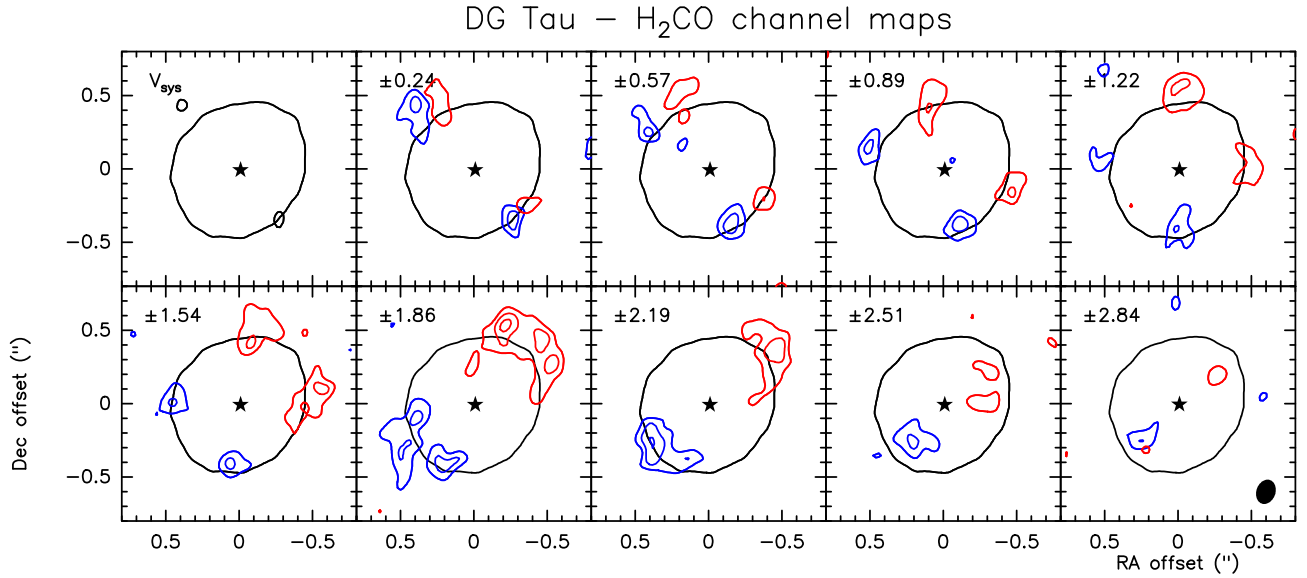 DG Tau − H₂CO channel maps
V_sys ±0.24 ±0.57 ±0.89 ±1.22
0.5
0
−0.5
±1.54 ±1.86 ±2.19 ±2.51 ±2.84
0.5
0
−0.5
Dec offset (")
0.5 0 −0.5 0.5 0 −0.5 0.5 0 −0.5 0.5 0 −0.5 0.5 0 −0.5
RA offset (")